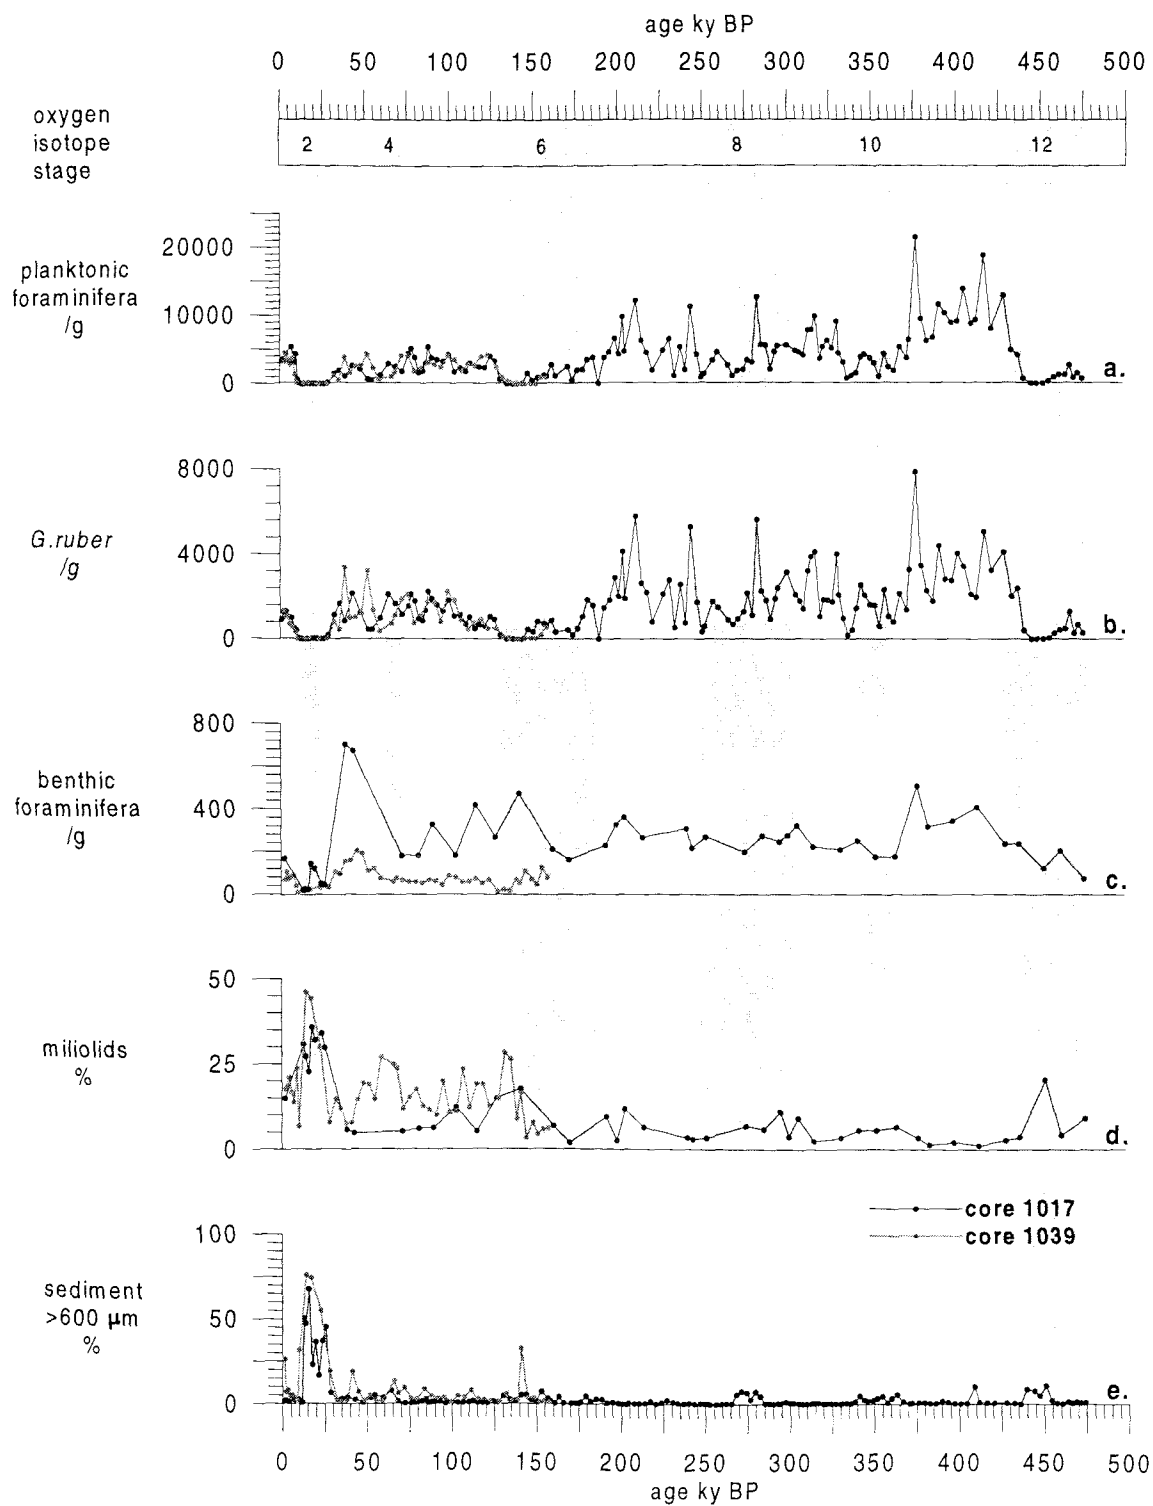 age ky BP
0 50 100 150 200 250 300 350 400 450 500
oxygen
isotope
stage
2 4 6 8 10 12
planktonic
foraminifera
/g
20000
10000
0
a.
G.ruber
/g
8000
4000
0
b.
benthic
foraminifera
/g
800
400
0
c.
miliolids
%
50
25
0
d.
core 1017
core 1039
sediment
>600 µm
%
100
50
0
e.
0 50 100 150 200 250 300 350 400 450 500
age ky BP